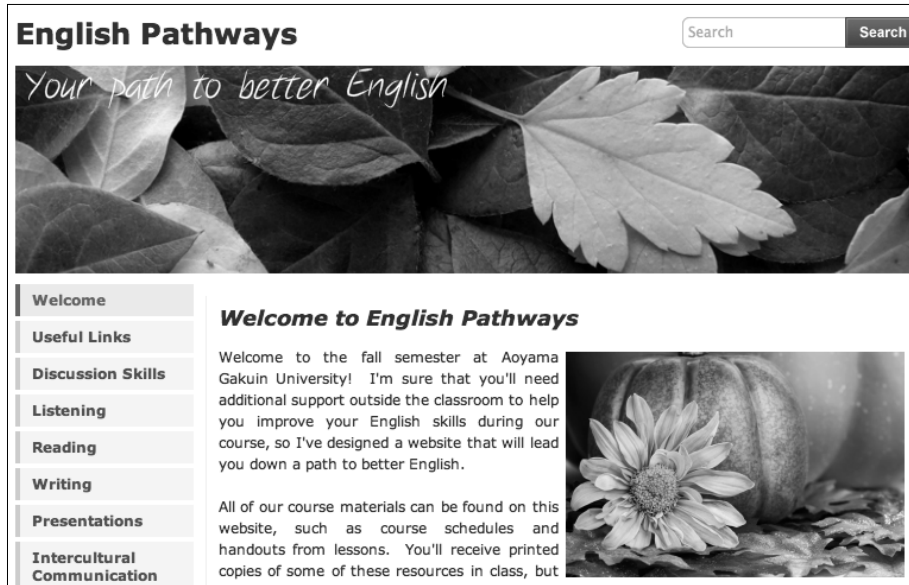 English Pathways
Search
Search
Your path to better English
Welcome
Useful Links
Discussion Skills
Listening
Reading
Writing
Presentations
Intercultural
Communication
Welcome to English Pathways
Welcome to the fall semester at Aoyama
Gakuin University! I'm sure that you'll need
additional support outside the classroom to help
you improve your English skills during our
course, so I've designed a website that will lead
you down a path to better English.
All of our course materials can be found on this
website, such as course schedules and
handouts from lessons. You'll receive printed
copies of some of these resources in class, but